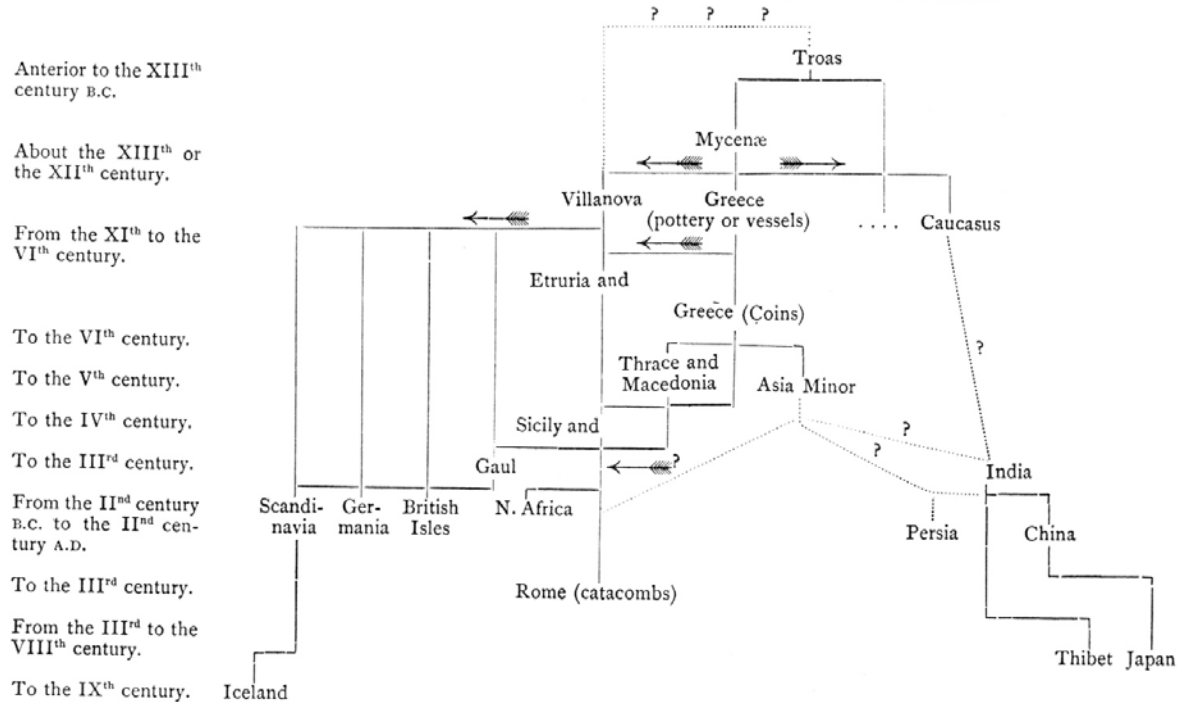 ? ? ?
Troas
Anterior to the XIIIth
century B.C.
Mycenæ
About the XIIIth or
the XIIth century.
Villanova
Greece
(pottery or vessels)
. . . .
Caucasus
From the XIth to the
VIth century.
Etruria and
Greece (Coins)
To the VIth century.
?
Thrace and
Macedonia
Asia Minor
To the Vth century.
To the IVth century.
Sicily and
?
?
To the IIIrd century.
Gaul
?
India
From the IInd century
B.C. to the IInd cen-
tury A.D.
Scandi-
navia
Ger-
mania
British
Isles
N. Africa
Persia
China
To the IIIrd century.
Rome (catacombs)
From the IIIrd to the
VIIIth century.
Thibet
Japan
To the IXth century.
Iceland